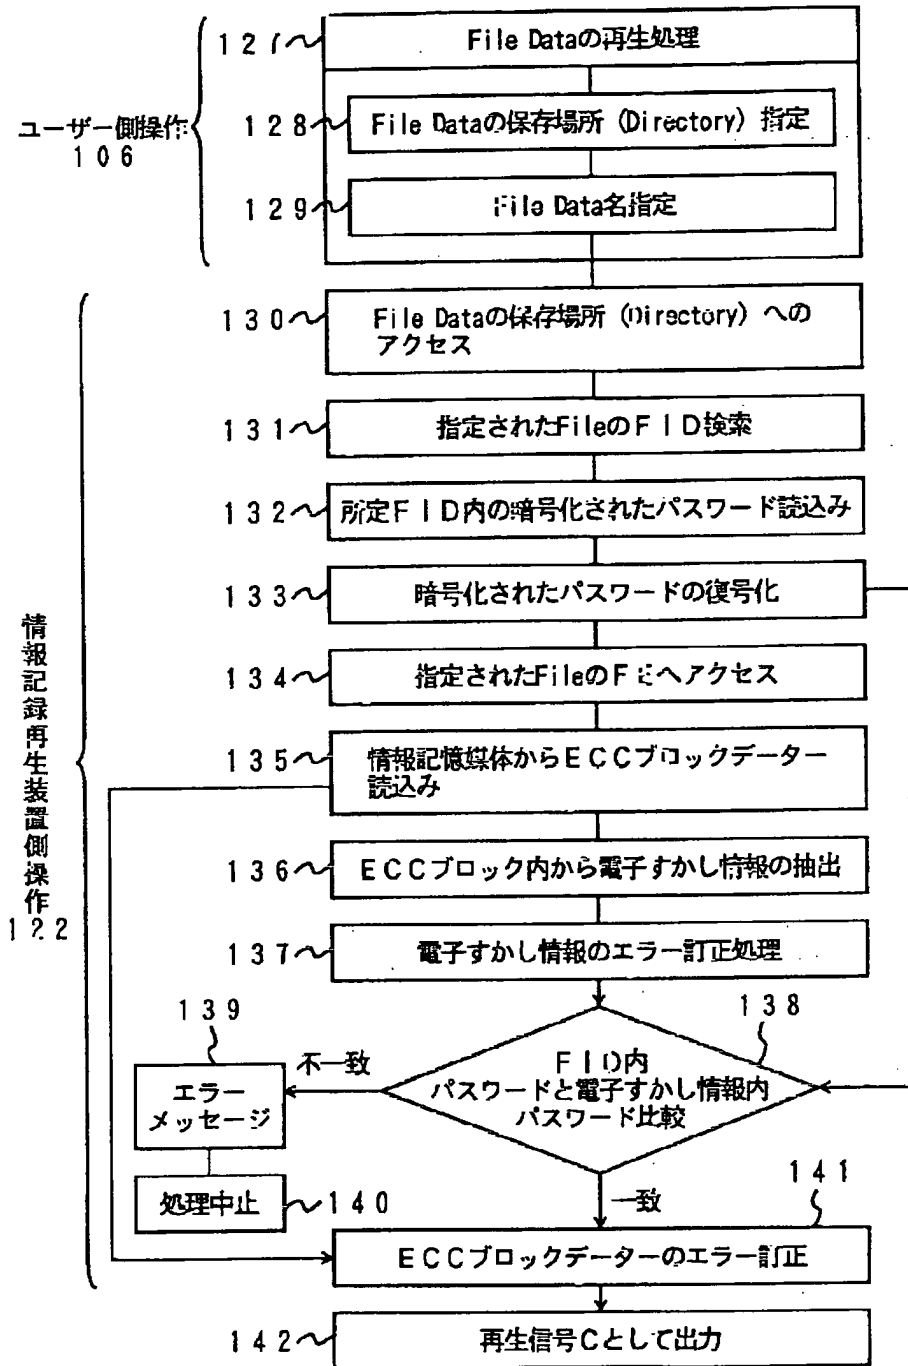 127 File Dataの再生処理
ユーザー側操作
106
128 File Dataの保存場所 (Directory) 指定
129 File Data名指定
130 File Dataの保存場所 (Directory) への
アクセス
131 指定されたFileのFID検索
132 所定FID内の暗号化されたパスワード読込み
133 暗号化されたパスワードの復号化
134 指定されたFileのFEへアクセス
情報記録再生装置側操作
122
135 情報記憶媒体からECCブロックデーター
読込み
136 ECCブロック内から電子すかし情報の抽出
137 電子すかし情報のエラー訂正処理
138
FID内
パスワードと電子すかし情報内
パスワード比較
不一致
139
エラー
メッセージ
処理中止 140
一致
141
ECCブロックデーターのエラー訂正
142 再生信号Cとして出力